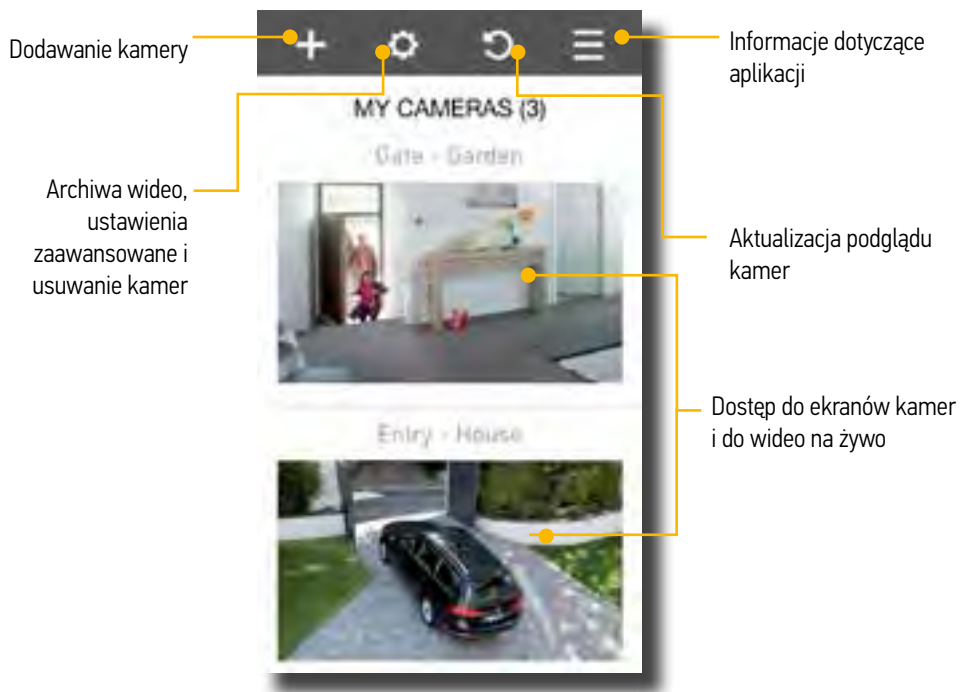 Dodawanie kamery
Informacje dotyczące
aplikacji
MY CAMERAS (3)
Gate - Garden
Archiwa wideo,
ustawienia
zaawansowane i
usuwanie kamer
Aktualizacja podglądu
kamer
Dostęp do ekranów kamer
i do wideo na żywo
Entry - House